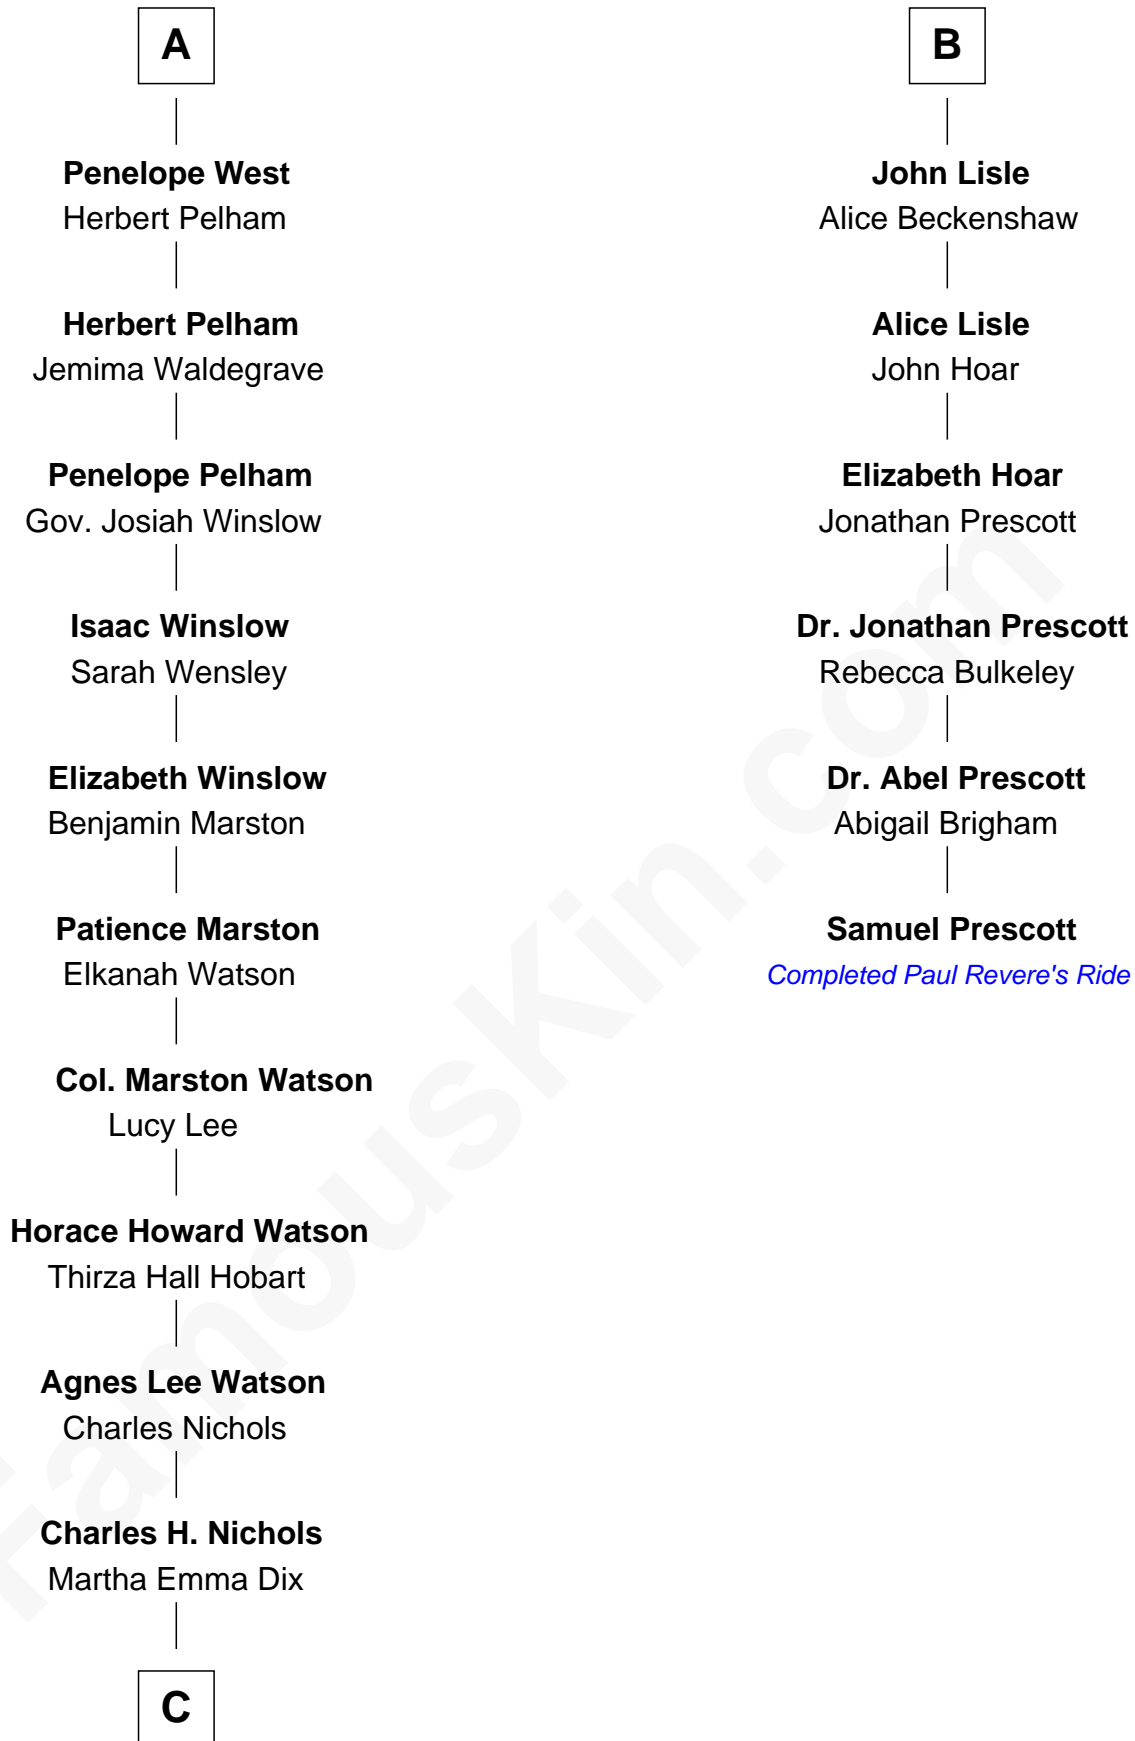 A
Penelope West
Herbert Pelham
Herbert Pelham
Jemima Waldegrave
Penelope Pelham
Gov. Josiah Winslow
Isaac Winslow
Sarah Wensley
Elizabeth Winslow
Benjamin Marston
Patience Marston
Elkanah Watson
Col. Marston Watson
Lucy Lee
Horace Howard Watson
Thirza Hall Hobart
Agnes Lee Watson
Charles Nichols
Charles H. Nichols
Martha Emma Dix
C
B
John Lisle
Alice Beckenshaw
Alice Lisle
John Hoar
Elizabeth Hoar
Jonathan Prescott
Dr. Jonathan Prescott
Rebecca Bulkeley
Dr. Abel Prescott
Abigail Brigham
Samuel Prescott
Completed Paul Revere's Ride
FamousKin.com